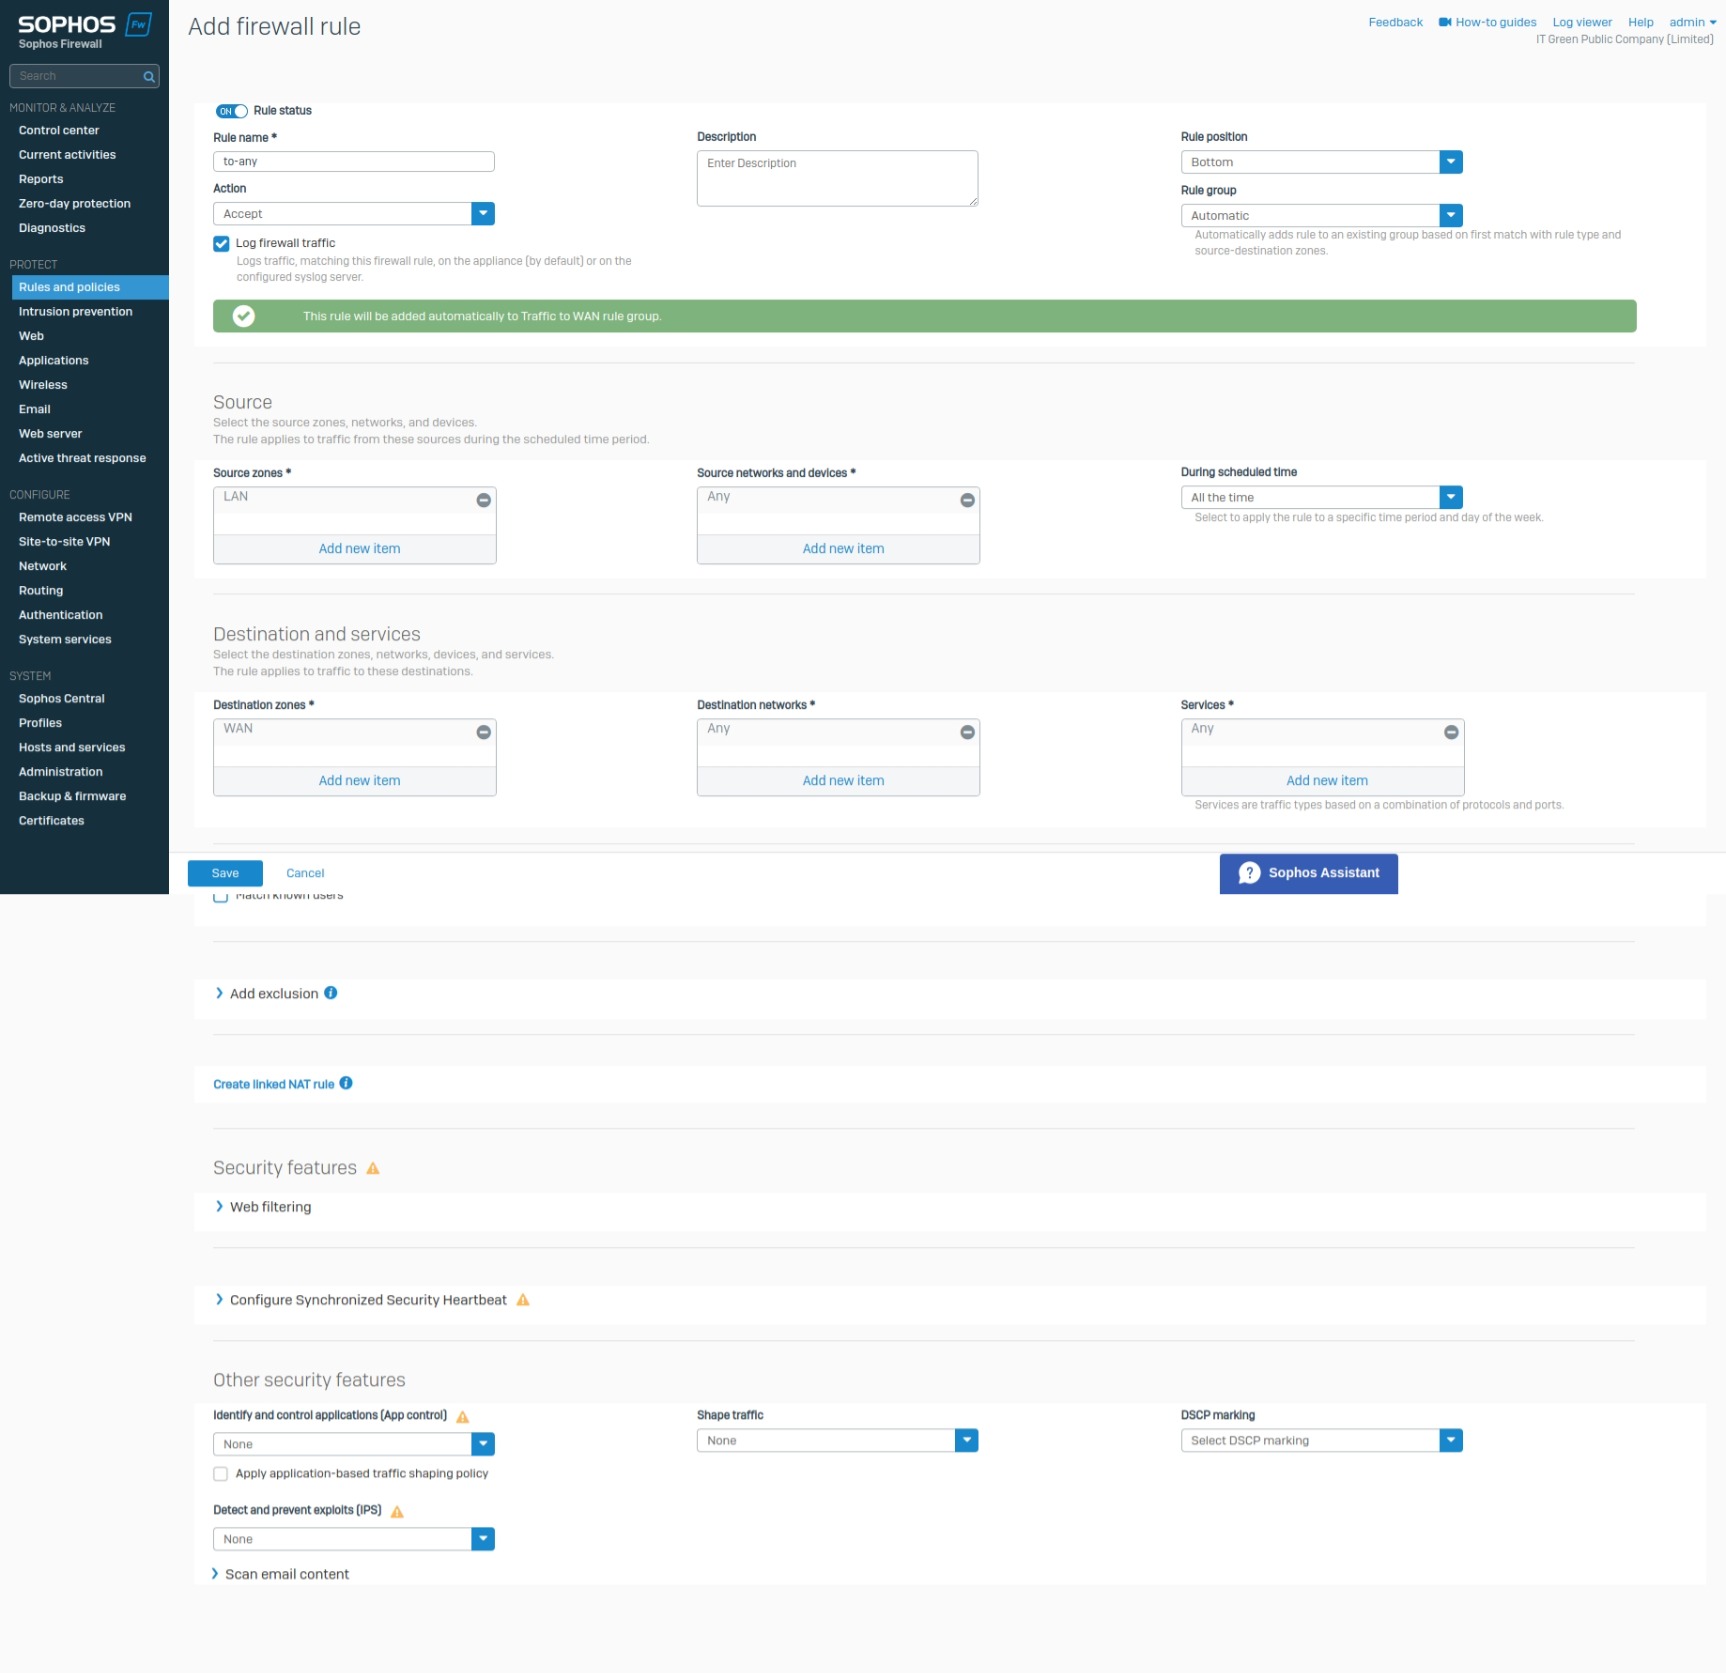 SOPHOS Fw
Sophos Firewall
Search
MONITOR & ANALYZE
Control center
Current activities
Reports
Zero-day protection
Diagnostics
PROTECT
Rules and policies
Intrusion prevention
Web
Applications
Wireless
Email
Web server
Active threat response
CONFIGURE
Remote access VPN
Site-to-site VPN
Network
Routing
Authentication
System services
SYSTEM
Sophos Central
Profiles
Hosts and services
Administration
Backup & firmware
Certificates
Add firewall rule
Feedback How-to guides Log viewer Help admin
IT Green Public Company (Limited)
ON Rule status
Rule name *
to-any
Action
Accept
Log firewall traffic
Logs traffic, matching this firewall rule, on the appliance (by default) or on the
configured syslog server.
Description
Enter Description
Rule position
Bottom
Rule group
Automatic
Automatically adds rule to an existing group based on first match with rule type and
source-destination zones.
This rule will be added automatically to Traffic to WAN rule group.
Source
Select the source zones, networks, and devices.
The rule applies to traffic from these sources during the scheduled time period.
Source zones *
LAN
Add new item
Source networks and devices *
Any
Add new item
During scheduled time
All the time
Select to apply the rule to a specific time period and day of the week.
Destination and services
Select the destination zones, networks, devices, and services.
The rule applies to traffic to these destinations.
Destination zones *
WAN
Add new item
Destination networks *
Any
Add new item
Services *
Any
Add new item
Services are traffic types based on a combination of protocols and ports.
Save Cancel
Sophos Assistant
Match known users
Add exclusion
Create linked NAT rule
Security features
Web filtering
Configure Synchronized Security Heartbeat
Other security features
Identify and control applications (App control)
None
Apply application-based traffic shaping policy
Shape traffic
None
DSCP marking
Select DSCP marking
Detect and prevent exploits (IPS)
None
Scan email content